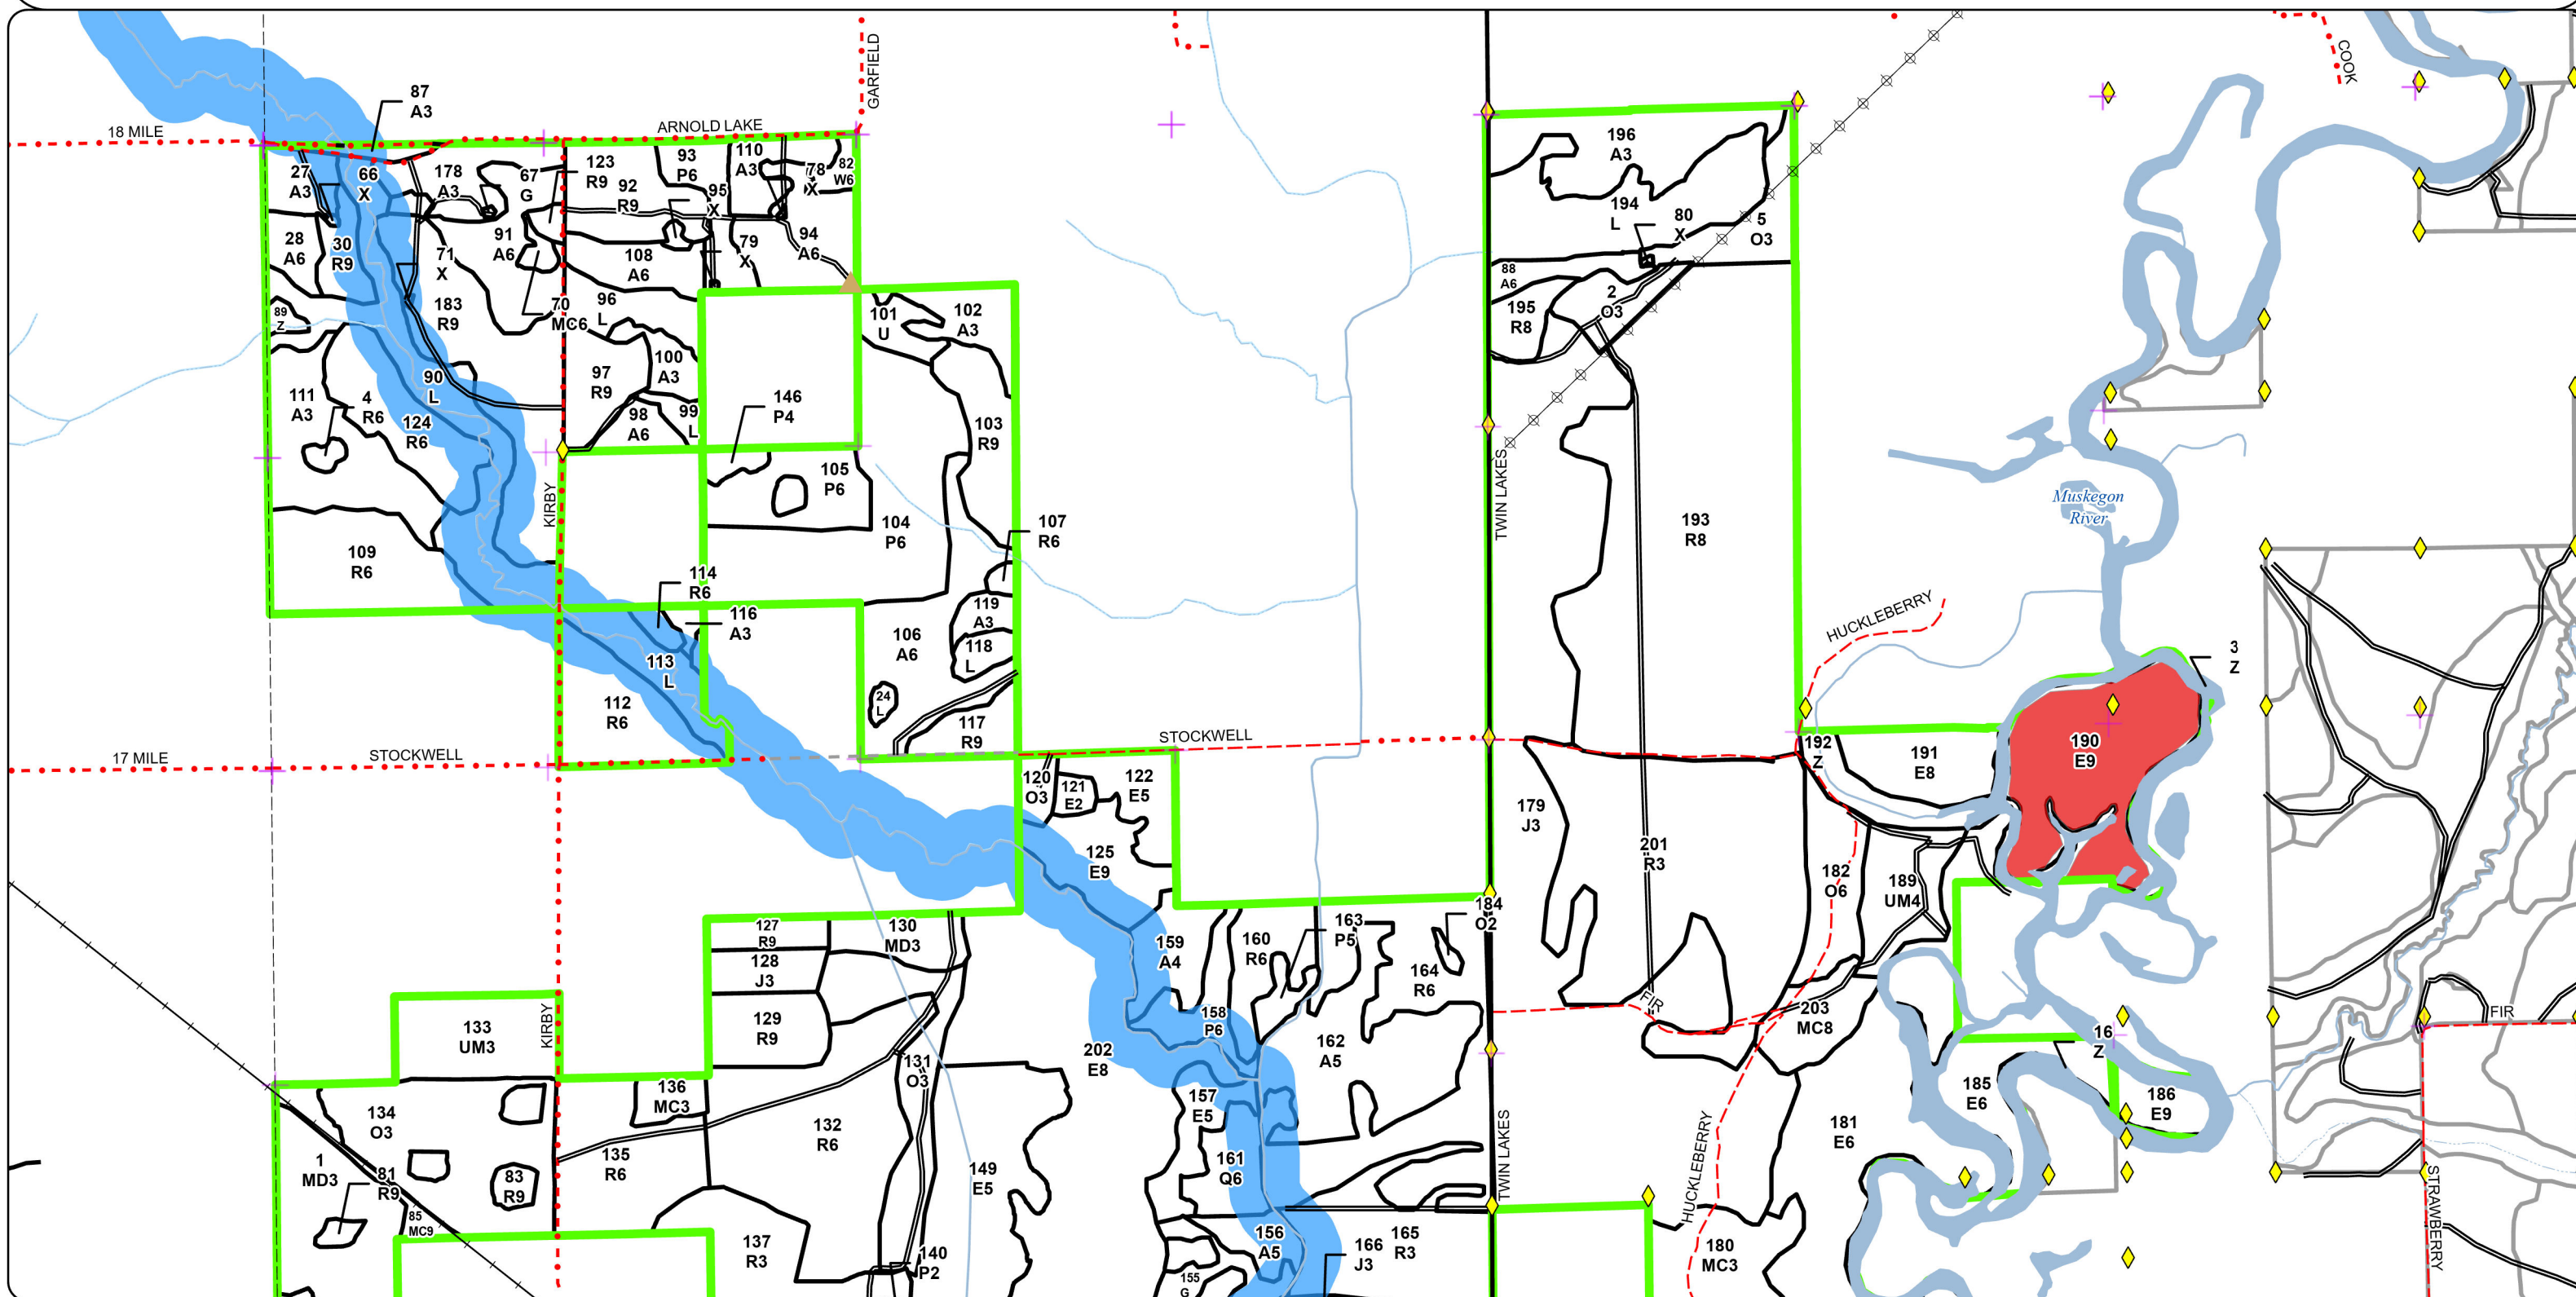 COOK
GARFIELD
87
A3
18 MILE
ARNOLD LAKE
27
A3
66
X
178
A3
67
G
123
R9
92
R9
93
P6
95
X
110
A3
78
X
82
W6
196
A3
28
A6
30
R9
71
X
91
A6
108
A6
79
X
94
A6
194
L
80
X
5
O3
89
Z
183
R9
70
MC6
96
L
101
U
102
A3
88
A6
195
R8
2
O3
111
A3
4
R6
90
L
124
R6
97
R9
100
A3
98
A6
99
L
146
P4
103
R9
105
P6
104
P6
107
R6
KIRBY
TWIN LAKES
193
R8
Muskegon
River
109
R6
114
R6
116
A3
119
A3
118
L
106
A6
HUCKLEBERRY
113
L
112
R6
24
L
117
R9
3
Z
17 MILE
STOCKWELL
STOCKWELL
190
E9
192
Z
191
E8
120
O3
121
E2
122
E5
179
J3
125
E9
201
R3
182
O6
189
UM4
127
R9
128
J3
130
MD3
129
R9
159
A4
160
R6
163
P5
164
R6
184
O2
KIRBY
133
UM3
158
P6
162
A5
202
E8
FIR
203
MC8
16
Z
FIR
131
O3
136
MC3
134
O3
132
R6
157
E5
185
E6
186
E9
181
E6
1
MD3
81
R9
83
R9
85
MC9
135
R6
149
E5
161
Q6
TWIN LAKES
HUCKLEBERRY
STRAWBERRY
137
R3
140
P2
156
A5
155
G
166
J3
165
R3
180
MC3